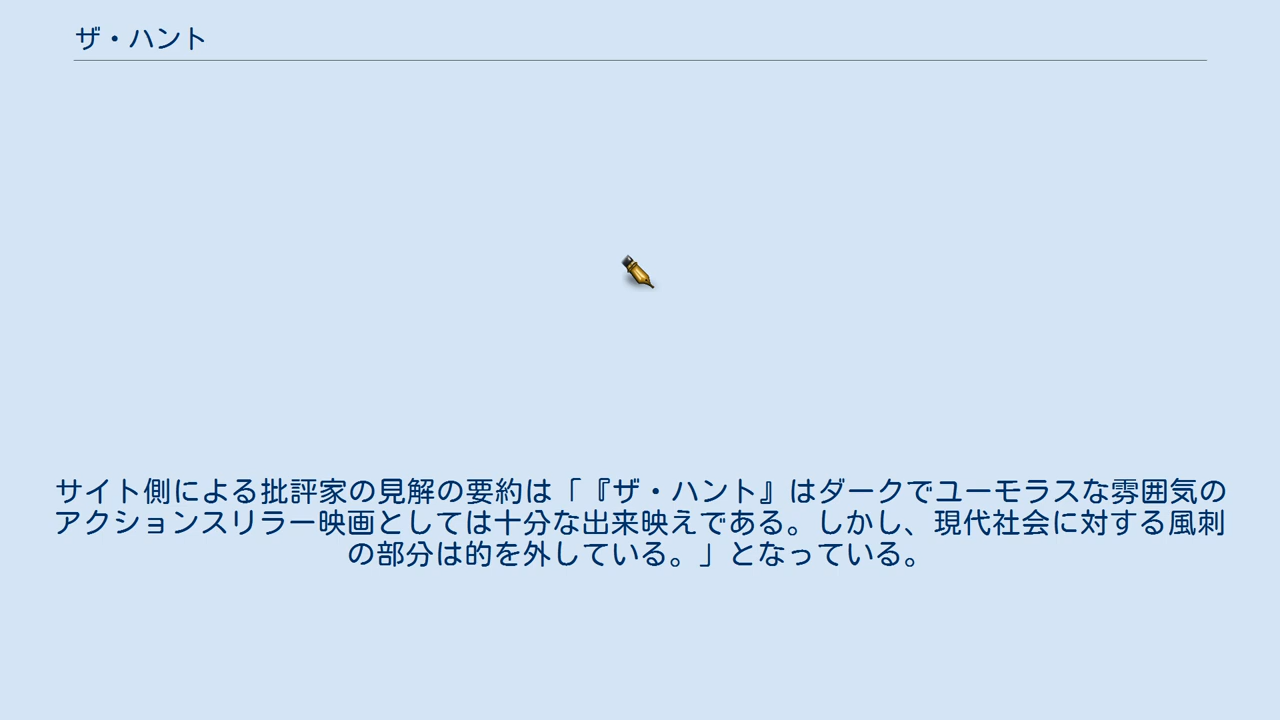 ザ・ハント
サイト側による批評家の見解の要約は「『ザ・ハント』はダークでユーモラスな雰囲気の
アクションスリラー映画としては十分な出来映えである。しかし、現代社会に対する風刺
の部分は的を外している。」となっている。